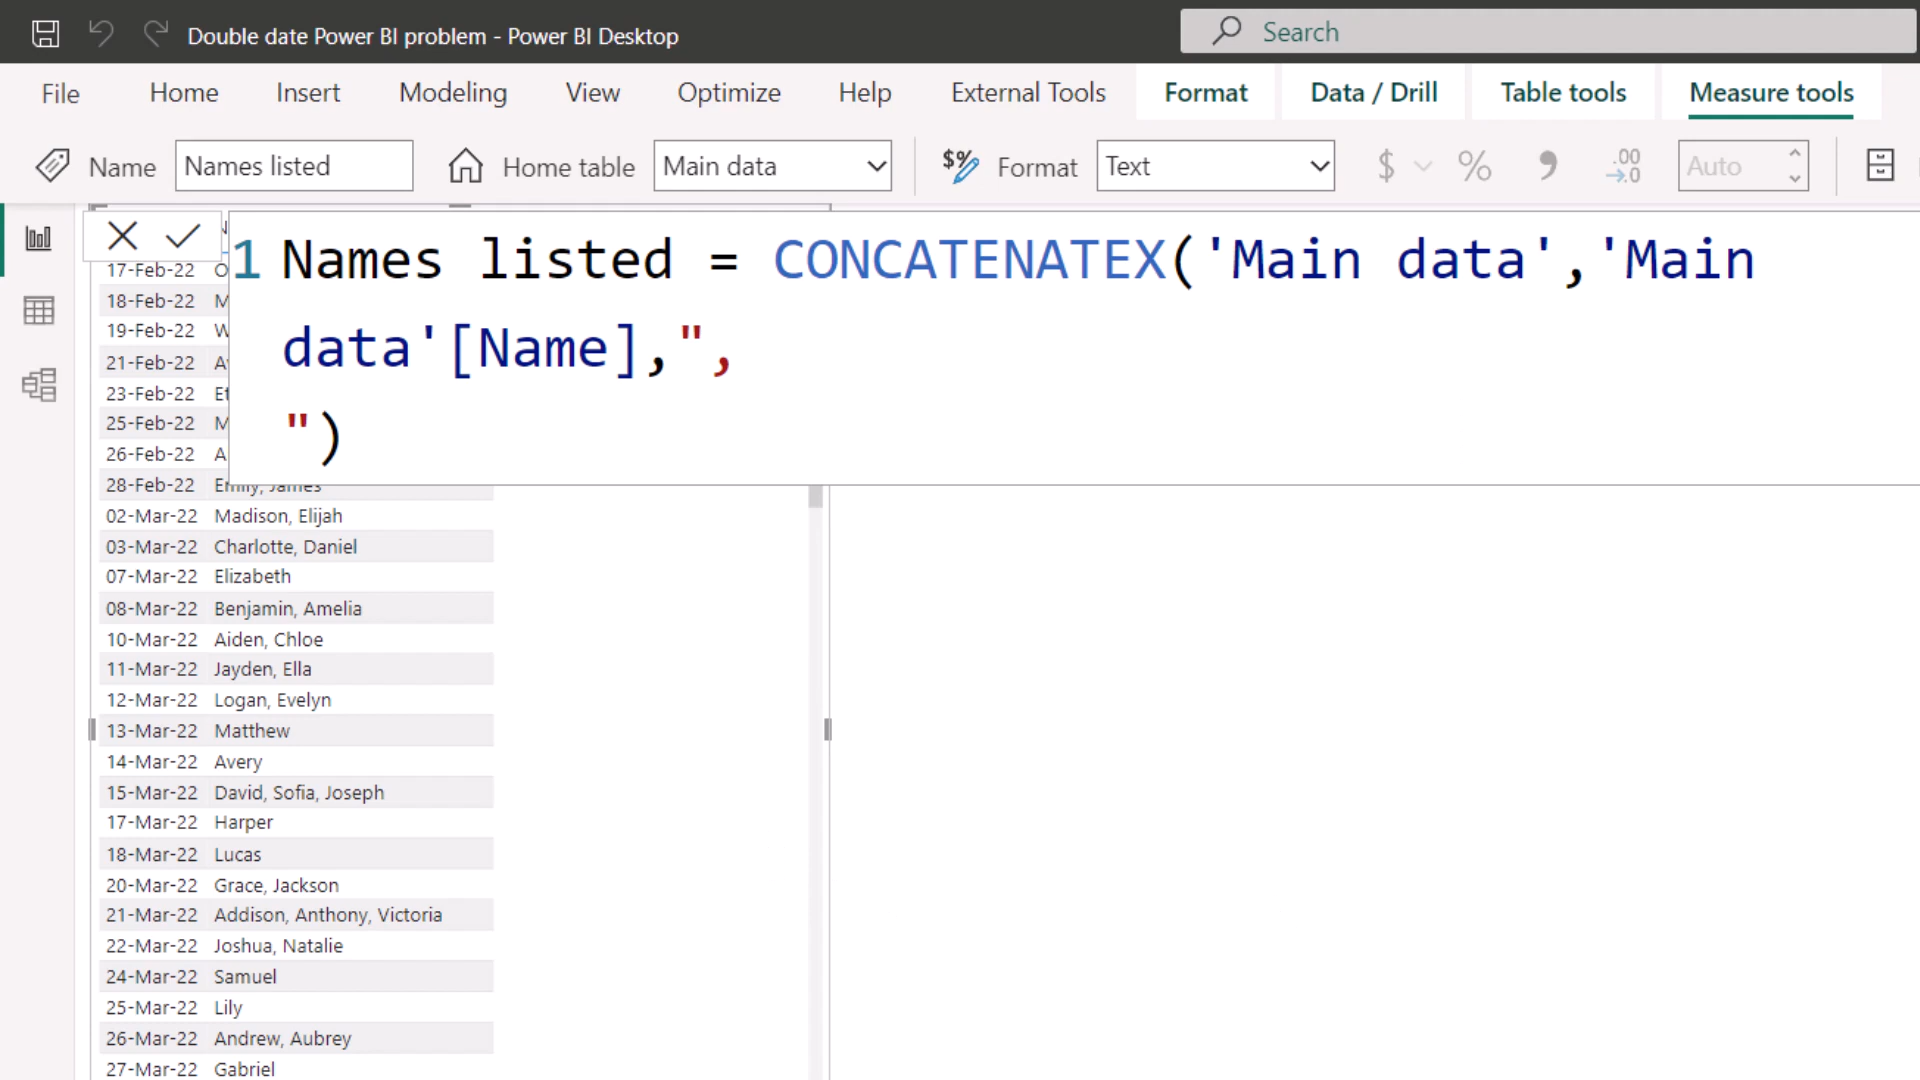 Double date Power BI problem - Power BI Desktop
Search
File Home Insert Modeling View Optimize Help External Tools Format Data / Drill Table tools Measure tools
Name Names listed Home table Main data $% Format Text $ % .00 .0 Auto
1 Names listed = CONCATENATEX('Main data','Main
data'[Name],",
")
17-Feb-22
18-Feb-22
19-Feb-22
21-Feb-22
23-Feb-22
25-Feb-22
26-Feb-22
28-Feb-22 Emily, James
02-Mar-22 Madison, Elijah
03-Mar-22 Charlotte, Daniel
07-Mar-22 Elizabeth
08-Mar-22 Benjamin, Amelia
10-Mar-22 Aiden, Chloe
11-Mar-22 Jayden, Ella
12-Mar-22 Logan, Evelyn
13-Mar-22 Matthew
14-Mar-22 Avery
15-Mar-22 David, Sofia, Joseph
17-Mar-22 Harper
18-Mar-22 Lucas
20-Mar-22 Grace, Jackson
21-Mar-22 Addison, Anthony, Victoria
22-Mar-22 Joshua, Natalie
24-Mar-22 Samuel
25-Mar-22 Lily
26-Mar-22 Andrew, Aubrey
27-Mar-22 Gabriel